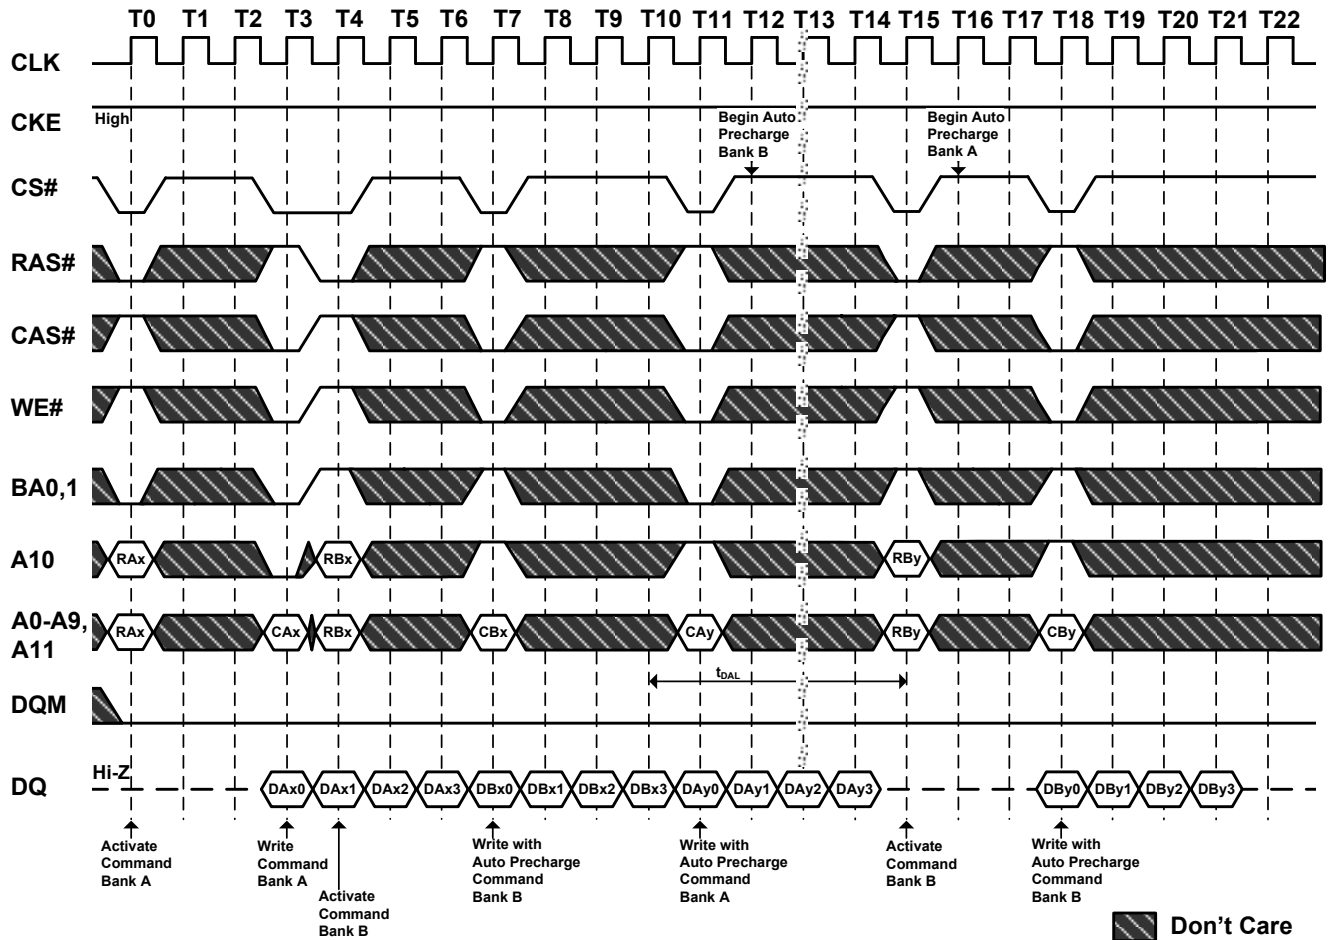 T0 T1 T2 T3 T4 T5 T6 T7 T8 T9 T10 T11 T12 T13 T14 T15 T16 T17 T18 T19 T20 T21 T22
CLK
CKE
High
Begin Auto
Precharge
Bank B
Begin Auto
Precharge
Bank A
CS#
RAS#
CAS#
WE#
BA0,1
A10
RAx RBx RBy
A0-A9,
A11
RAx CAx RBx CBx CAy RBy CBy
tDAL
DQM
DQ
Hi-Z
DAx0 DAx1 DAx2 DAx3 DBx0 DBx1 DBx2 DBx3 DAy0 DAy1 DAy2 DAy3 DBy0 DBy1 DBy2 DBy3
Activate
Command
Bank A
Write
Command
Bank A
Activate
Command
Bank B
Write with
Auto Precharge
Command
Bank B
Write with
Auto Precharge
Command
Bank A
Activate
Command
Bank B
Write with
Auto Precharge
Command
Bank B
Don't Care